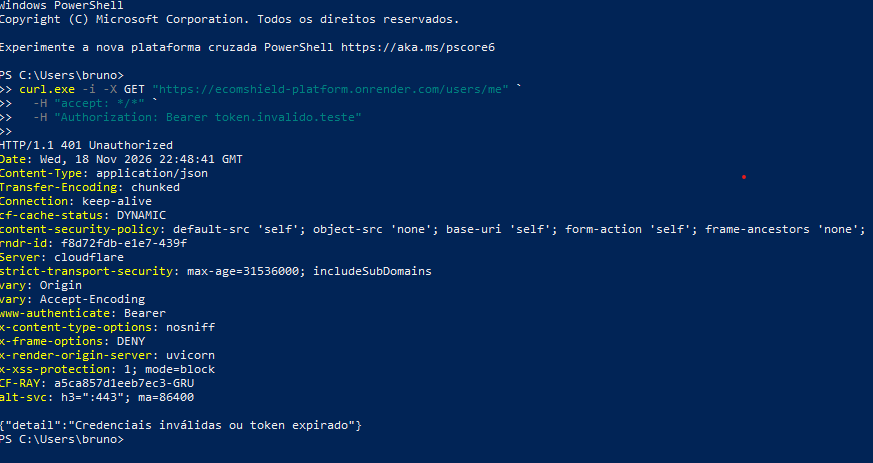 Windows PowerShell
Copyright (C) Microsoft Corporation. Todos os direitos reservados.
Experimente a nova plataforma cruzada PowerShell https://aka.ms/pscore6
PS C:\Users\bruno>
>> curl.exe -i -X GET "https://ecomshield-platform.onrender.com/users/me" `
>>   -H "accept: */*" `
>>   -H "Authorization: Bearer token.invalido.teste"
>>
HTTP/1.1 401 Unauthorized
Date: Wed, 18 Nov 2026 22:48:41 GMT
Content-Type: application/json
Transfer-Encoding: chunked
Connection: keep-alive
cf-cache-status: DYNAMIC
content-security-policy: default-src 'self'; object-src 'none'; base-uri 'self'; form-action 'self'; frame-ancestors 'none';
rndr-id: f8d72fdb-e1e7-439f
Server: cloudflare
strict-transport-security: max-age=31536000; includeSubDomains
vary: Origin
vary: Accept-Encoding
www-authenticate: Bearer
x-content-type-options: nosniff
x-frame-options: DENY
x-render-origin-server: uvicorn
x-xss-protection: 1; mode=block
CF-RAY: a5ca857d1eeb7ec3-GRU
alt-svc: h3=":443"; ma=86400
{"detail":"Credenciais inválidas ou token expirado"}
PS C:\Users\bruno>